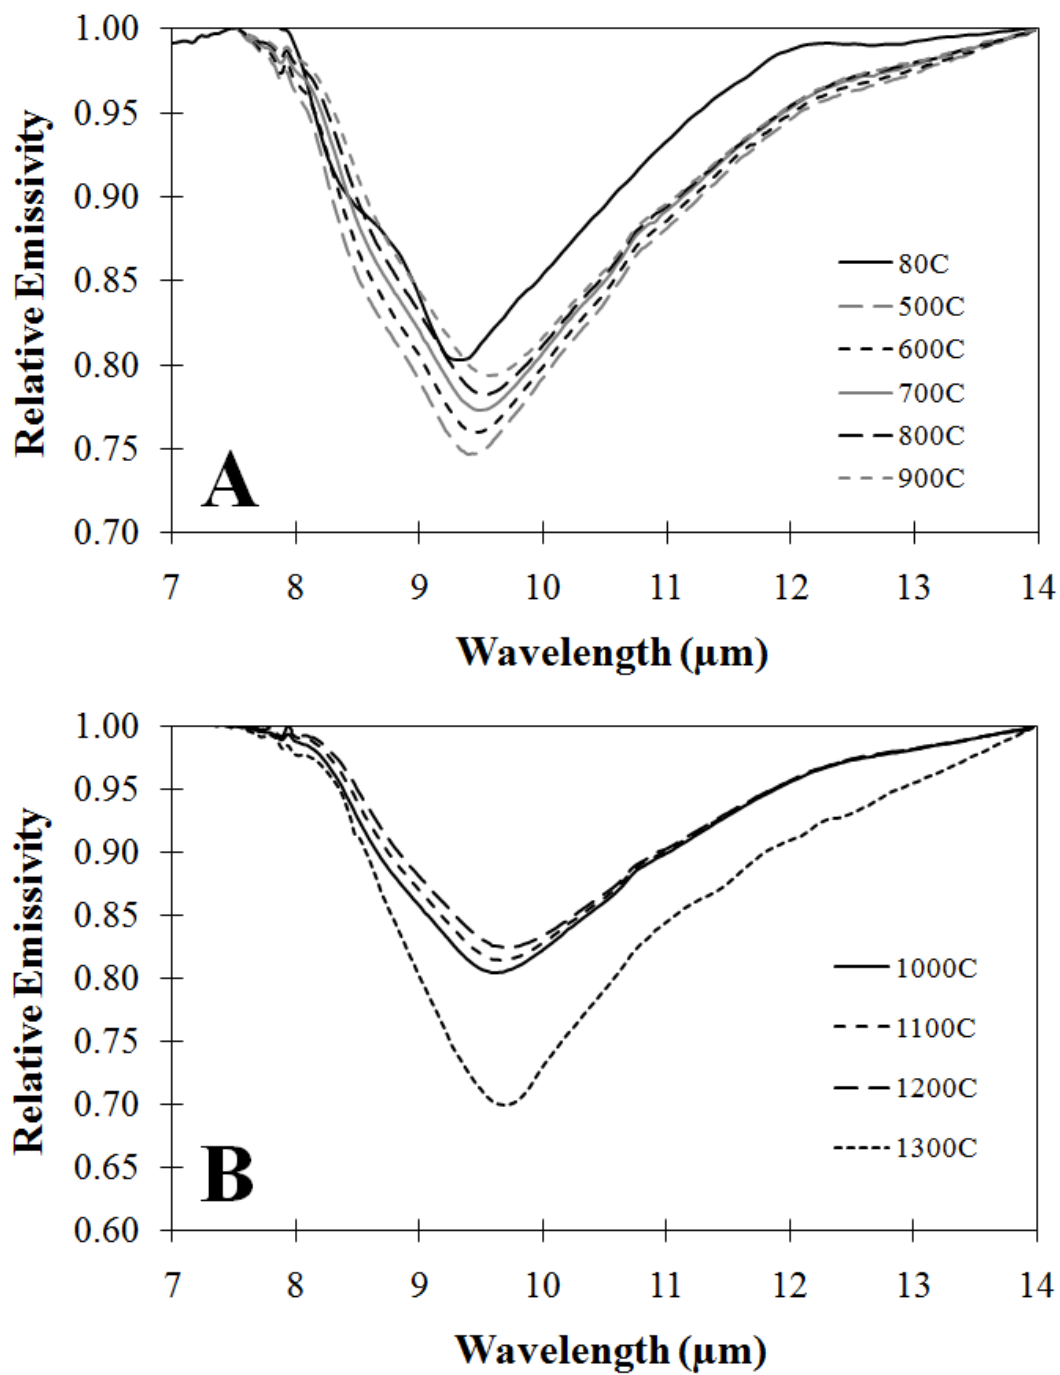 1.00
0.95
0.90
0.85
0.80
0.75
0.70
Relative Emissivity
80C
500C
600C
700C
800C
900C
A
7 8 9 10 11 12 13 14
Wavelength (µm)
1.00
0.95
0.90
0.85
0.80
0.75
0.70
0.65
0.60
Relative Emissivity
1000C
1100C
1200C
1300C
B
7 8 9 10 11 12 13 14
Wavelength (µm)